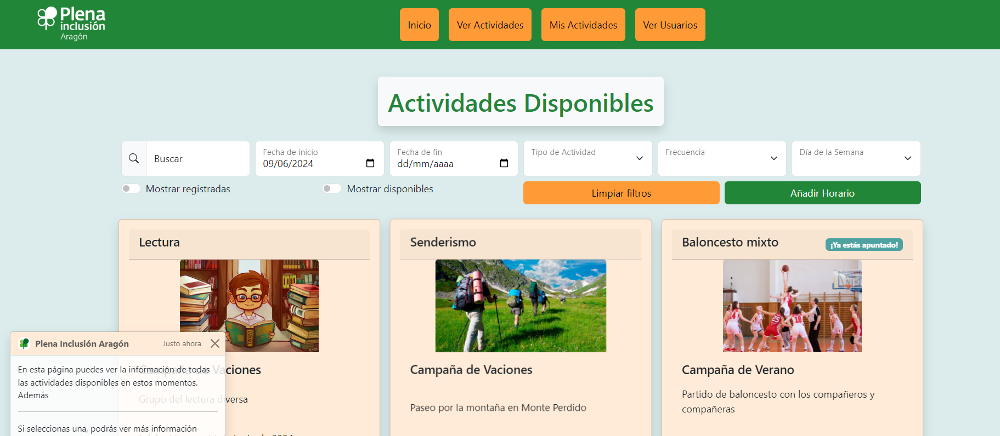 Plena
inclusión
Aragón
Inicio
Ver Actividades
Mis Actividades
Ver Usuarios
Actividades Disponibles
Buscar
Fecha de inicio
09/06/2024
Fecha de fin
dd/mm/aaaa
Tipo de Actividad
Frecuencia
Día de la Semana
Mostrar registradas
Mostrar disponibles
Limpiar filtros
Añadir Horario
Lectura
Campaña de Vaciones
Grupo del lectura diversa
Senderismo
Campaña de Vaciones
Paseo por la montaña en Monte Perdido
Baloncesto mixto
¡Ya estás apuntado!
Campaña de Verano
Partido de baloncesto con los compañeros y
compañeras
Plena Inclusión Aragón
Justo ahora
En esta página puedes ver la información de todas
las actividades disponibles en estos momentos.
Además
Si seleccionas una, podrás ver más información